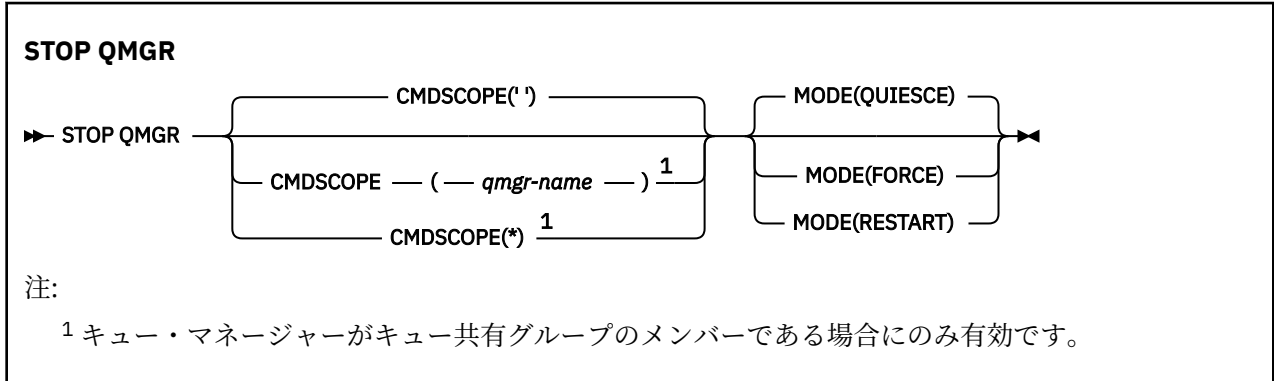 STOP QMGR
CMDSCOPE(' ') MODE(QUIESCE)
STOP QMGR
CMDSCOPE ( qmgr-name ) 1 MODE(FORCE)
CMDSCOPE(*) 1 MODE(RESTART)
注:
1 キュー・マネージャーがキュー共有グループのメンバーである場合にのみ有効です。